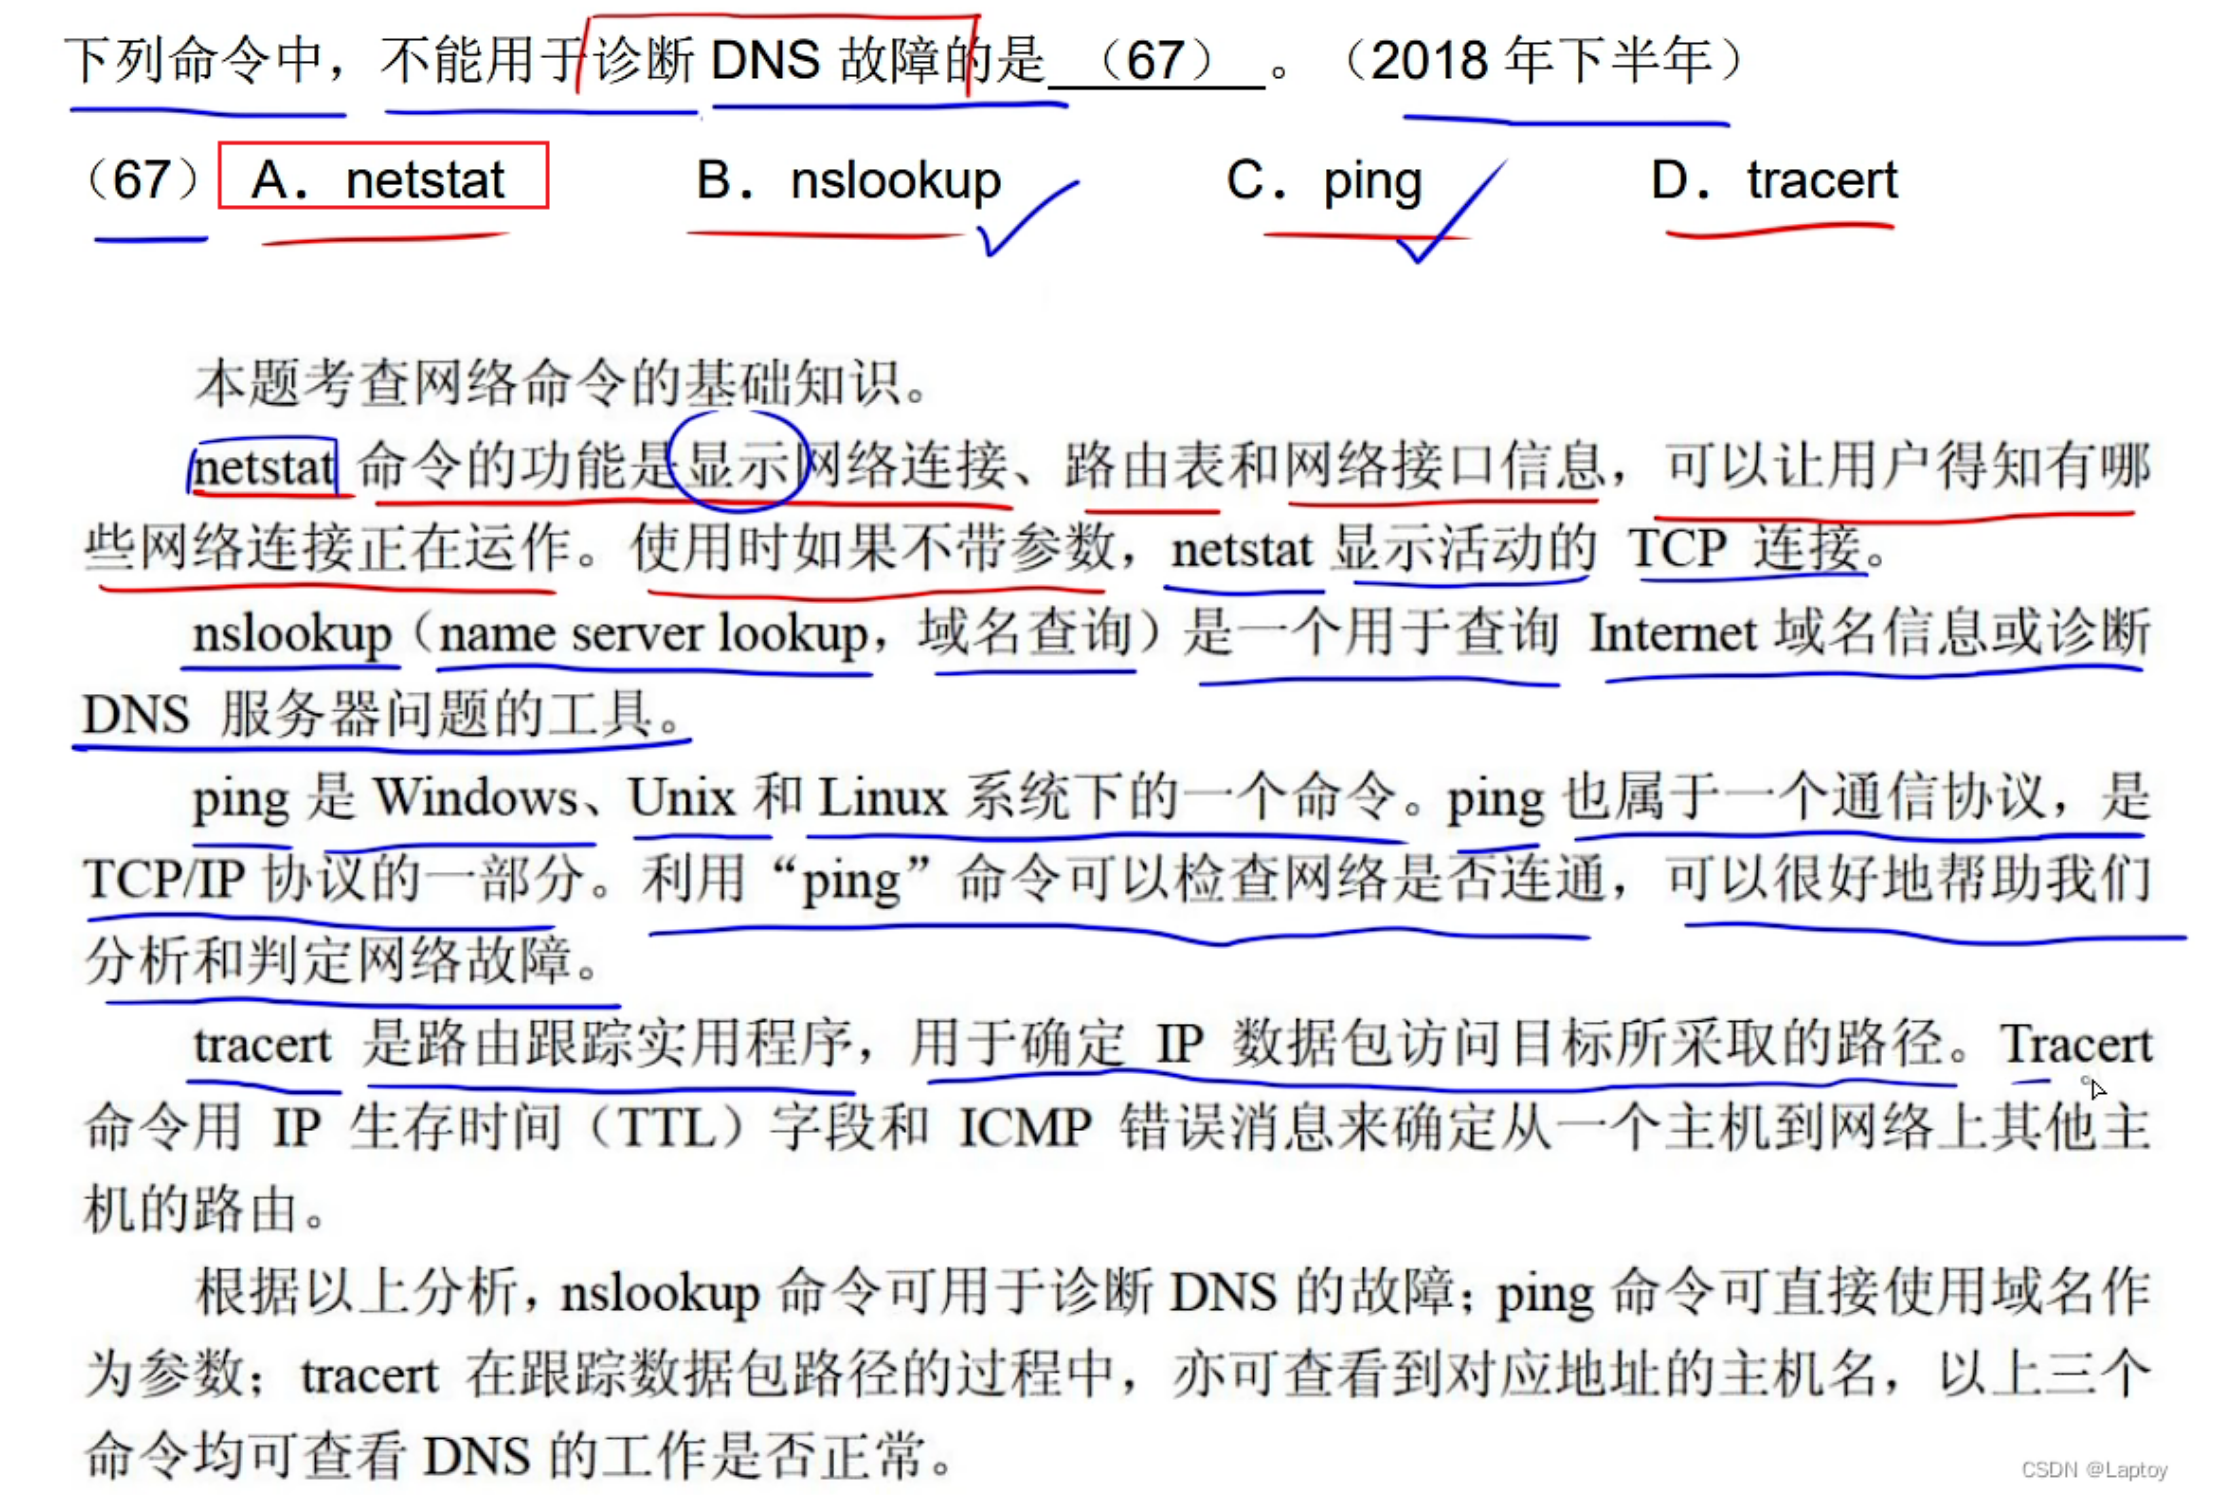 下列命令中，不能用于诊断 DNS 故障的是 （67） 。（2018 年下半年）
（67） A．netstat B．nslookup C．ping D．tracert
本题考查网络命令的基础知识。
netstat 命令的功能是显示网络连接、路由表和网络接口信息，可以让用户得知有哪
些网络连接正在运作。使用时如果不带参数，netstat 显示活动的 TCP 连接。
nslookup（name server lookup，域名查询）是一个用于查询 Internet 域名信息或诊断
DNS 服务器问题的工具。
ping 是 Windows、Unix 和 Linux 系统下的一个命令。ping 也属于一个通信协议，是
TCP/IP 协议的一部分。利用“ping”命令可以检查网络是否连通，可以很好地帮助我们
分析和判定网络故障。
tracert 是路由跟踪实用程序，用于确定 IP 数据包访问目标所采取的路径。Tracert
命令用 IP 生存时间（TTL）字段和 ICMP 错误消息来确定从一个主机到网络上其他主
机的路由。
根据以上分析，nslookup 命令可用于诊断 DNS 的故障；ping 命令可直接使用域名作
为参数；tracert 在跟踪数据包路径的过程中，亦可查看到对应地址的主机名，以上三个
命令均可查看 DNS 的工作是否正常。
CSDN @Laptoy